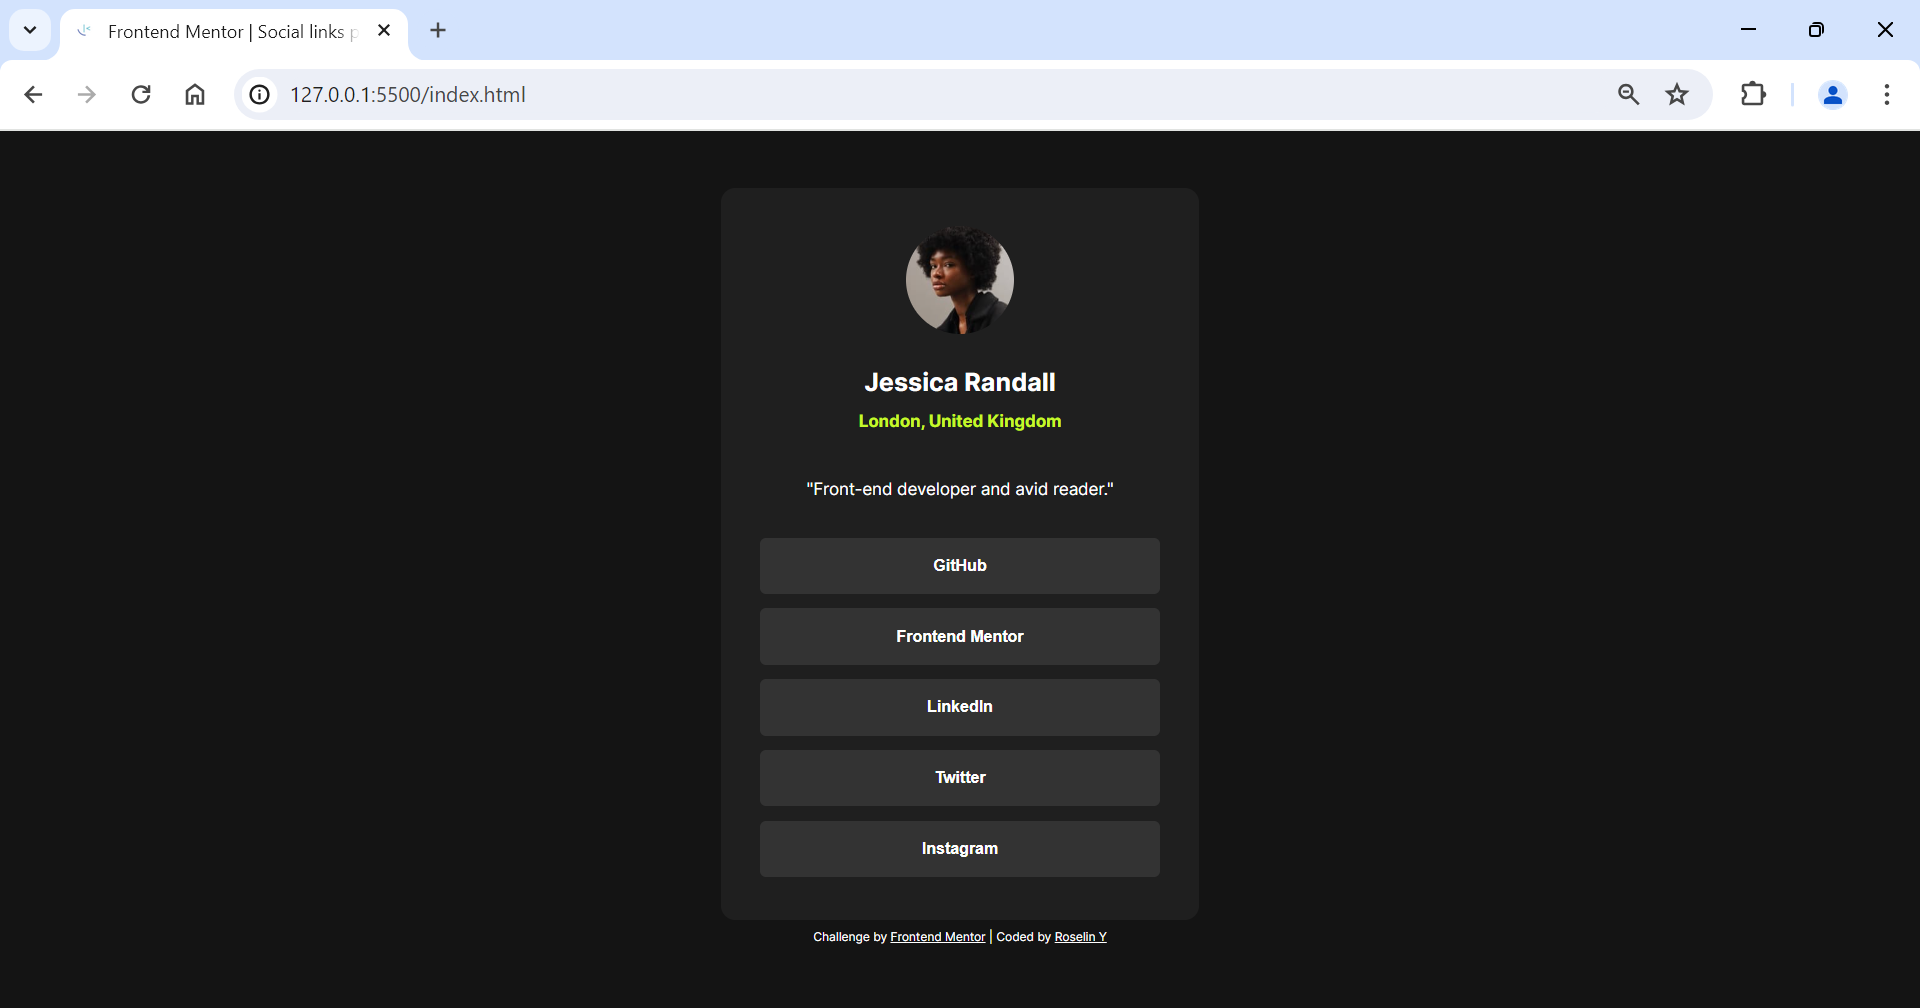 Frontend Mentor | Social links p
127.0.0.1:5500/index.html
Jessica Randall
London, United Kingdom
"Front-end developer and avid reader."
GitHub
Frontend Mentor
LinkedIn
Twitter
Instagram
Challenge by Frontend Mentor | Coded by Roselin Y